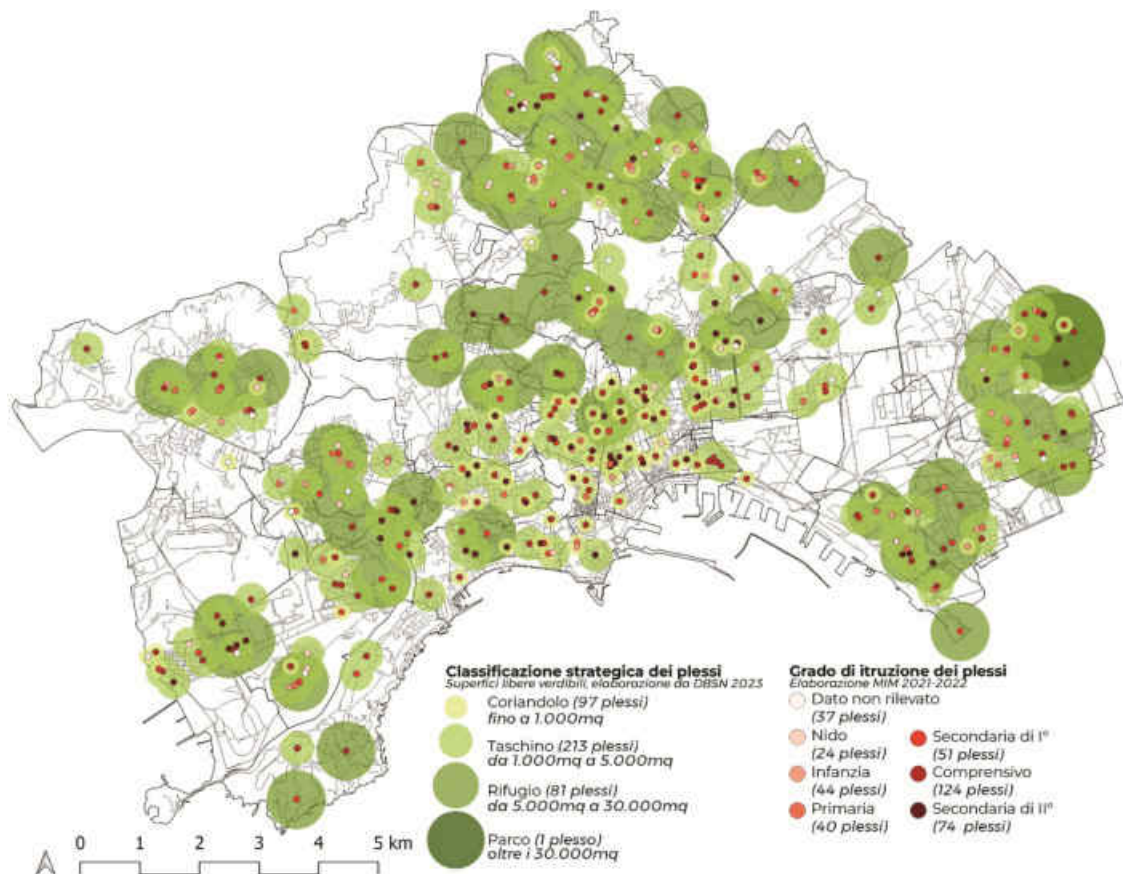 Classificazione strategica dei plessi
Superfici libere verdibili, elaborazione da DBSN 2023
Coriandolo (97 plessi)
fino a 1.000mq
Taschino (213 plessi)
da 1.000mq a 5.000mq
Rifugio (81 plessi)
da 5.000mq a 30.000mq
Parco (1 plesso)
oltre i 30.000mq
Grado di itruzione dei plessi
Elaborazione MIM 2021-2022
Dato non rilevato
(37 plessi)
Nido
(24 plessi)
Infanzia
(44 plessi)
Primaria
(40 plessi)
Secondaria di I°
(51 plessi)
Comprensivo
(124 plessi)
Secondaria di II°
(74 plessi)
0 1 2 3 4 5 km